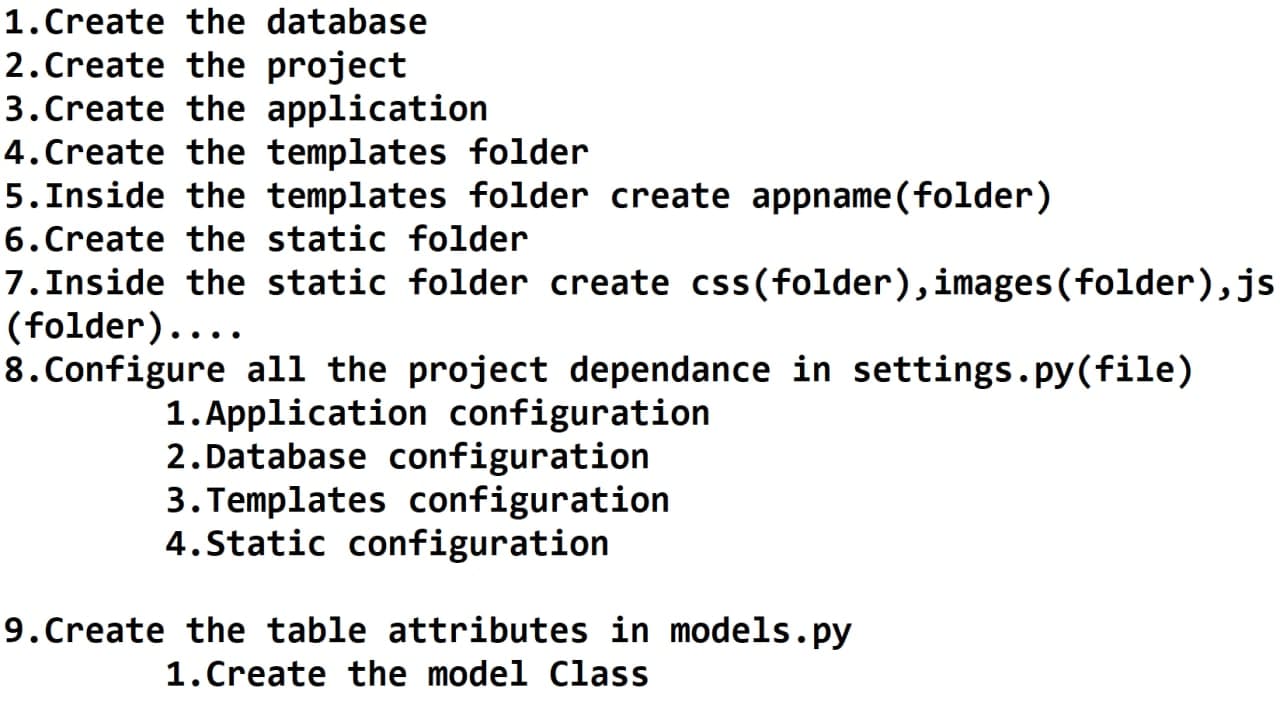 1.Create the database
2.Create the project
3.Create the application
4.Create the templates folder
5.Inside the templates folder create appname(folder)
6.Create the static folder
7.Inside the static folder create css(folder),images(folder),js
(folder)....
8.Configure all the project dependance in settings.py(file)
1.Application configuration
2.Database configuration
3.Templates configuration
4.Static configuration
9.Create the table attributes in models.py
1.Create the model Class